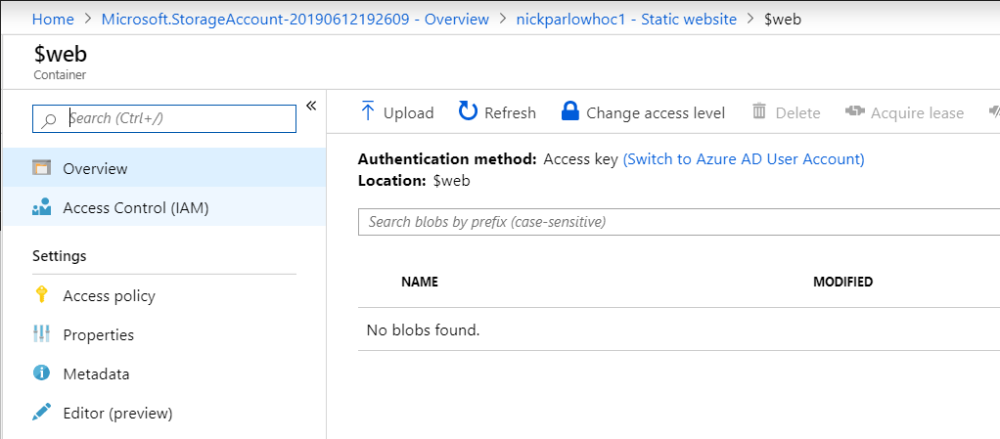 Home > Microsoft.StorageAccount-20190612192609 - Overview > nickparlowhoc1 - Static website > $web
$web
Container
Search (Ctrl+/)
«
Overview
Access Control (IAM)
Settings
Access policy
Properties
Metadata
Editor (preview)
Upload Refresh Change access level Delete Acquire lease
Authentication method: Access key (Switch to Azure AD User Account)
Location: $web
Search blobs by prefix (case-sensitive)
NAME MODIFIED
No blobs found.